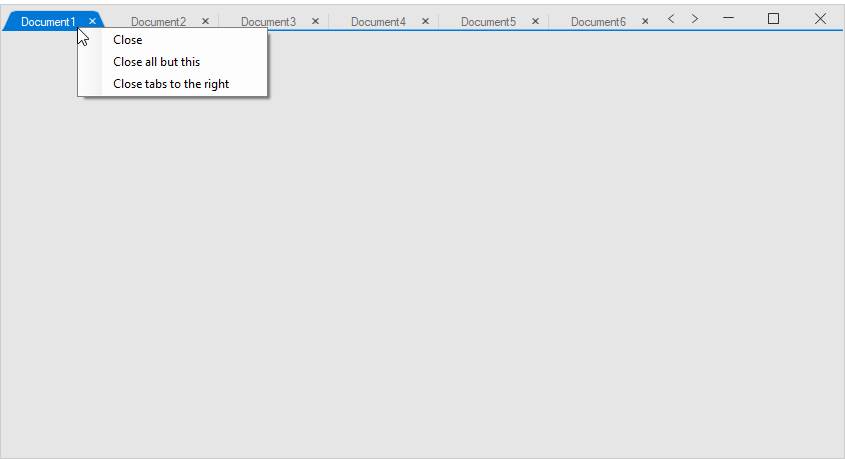 Document1 Document2 Document3 Document4 Document5 Document6
Close
Close all but this
Close tabs to the right